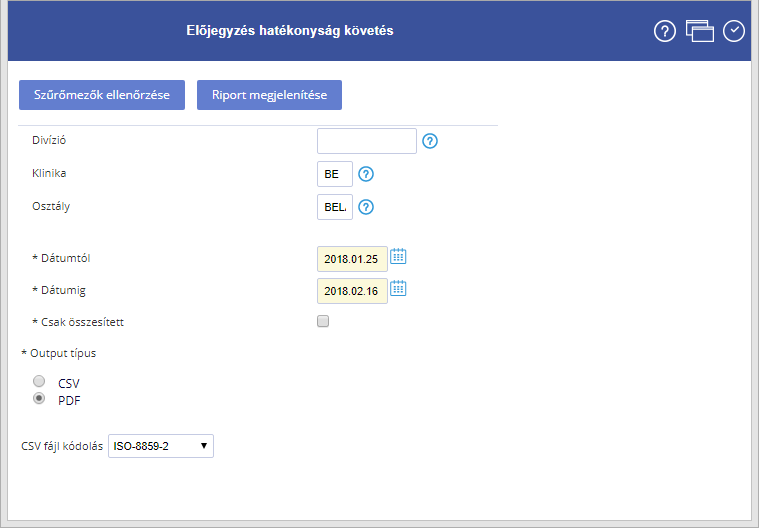 Előjegyzés hatékonyság követés
Szűrőmezők ellenőrzése Riport megjelenítése
Divízió
Klinika BE
Osztály BEL
* Dátumtól 2018.01.25
* Dátumig 2018.02.16
* Csak összesített
* Output típus
CSV
PDF
CSV fájl kódolás ISO-8859-2